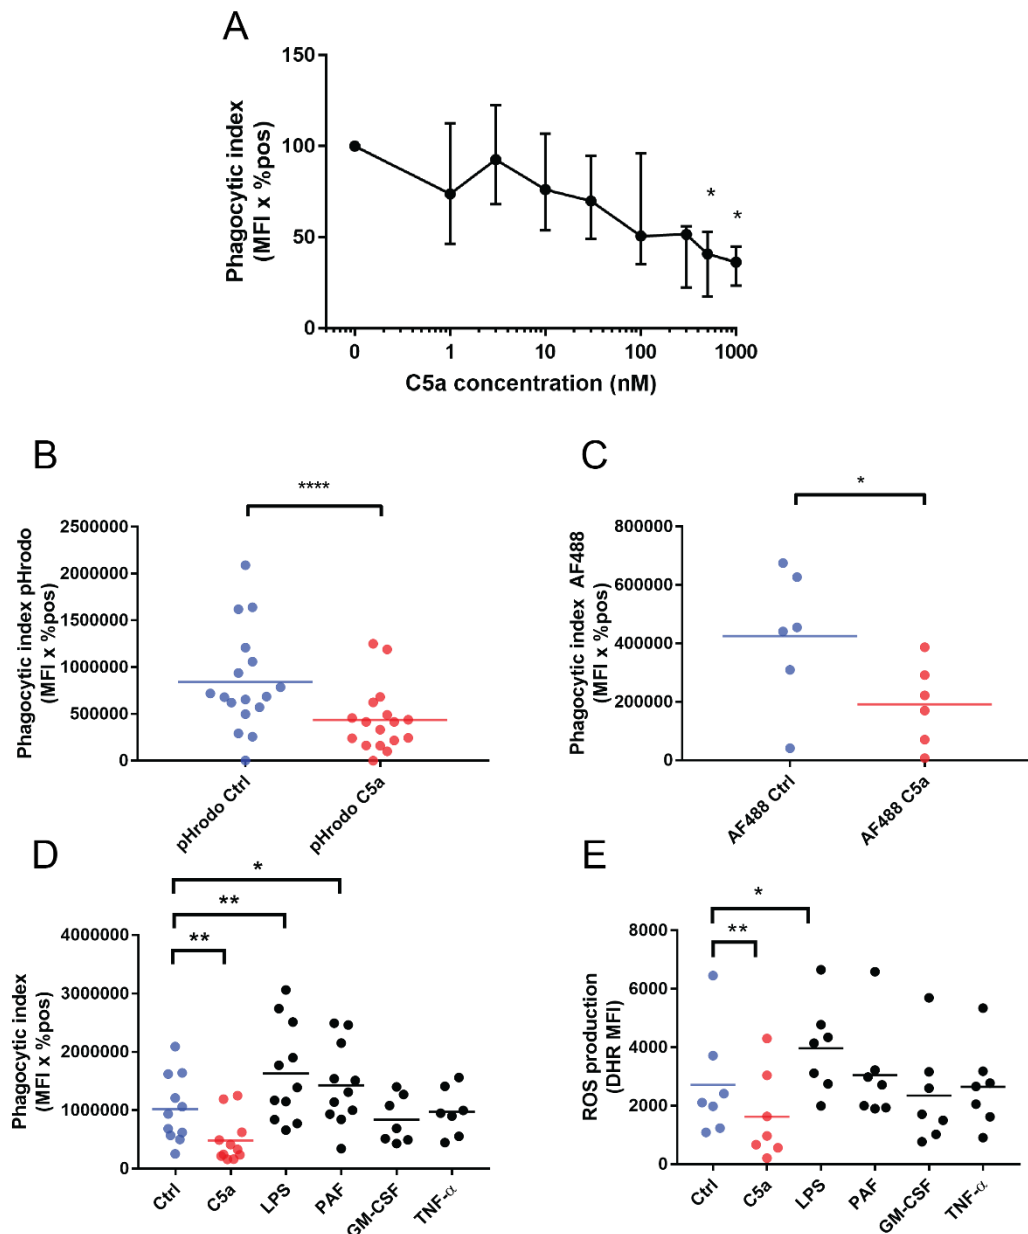 A
Phagocytic index
(MFI x %pos)
150
100
50
0
*
*
0
1
10
100
1000
C5a concentration (nM)
B
****
Phagocytic index pHrodo
(MFI x %pos)
2500000
2000000
1500000
1000000
500000
0
pHrodo Ctrl
pHrodo C5a
C
*
Phagocytic index AF488
(MFI x %pos)
800000
600000
400000
200000
0
AF488 Ctrl
AF488 C5a
D
*
**
**
Phagocytic index
(MFI x %pos)
4000000
3000000
2000000
1000000
0
Ctrl
C5a
LPS
PAF
GM-CSF
TNF-α
E
*
**
ROS production
(DHR MFI)
8000
6000
4000
2000
0
Ctrl
C5a
LPS
PAF
GM-CSF
TNF-α